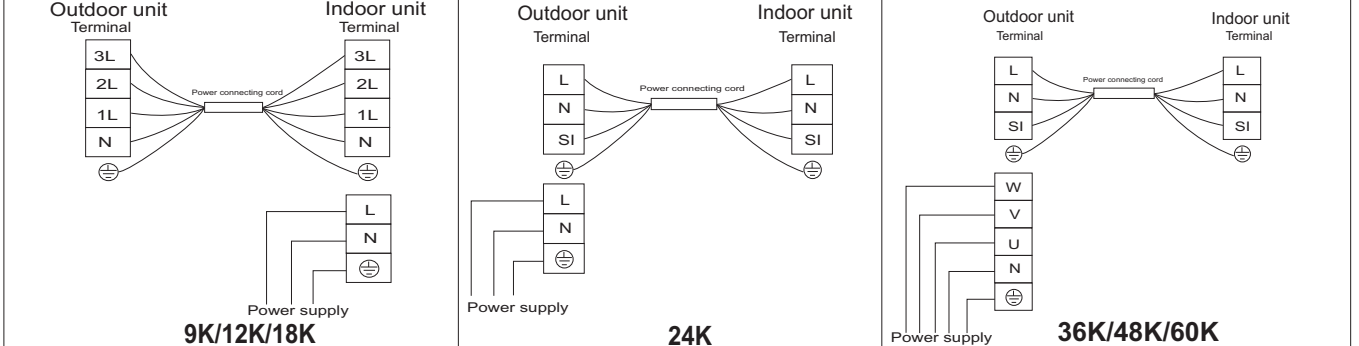 Outdoor unit Indoor unit
Terminal Terminal
3L 3L
2L 2L
Power connecting cord
1L 1L
N N
L
N
Power supply
9K/12K/18K
Outdoor unit Indoor unit
Terminal Terminal
L L
Power connecting cord
N N
SI SI
L
N
Power supply
24K
Outdoor unit Indoor unit
Terminal Terminal
L L
Power connecting cord
N N
SI SI
W
V
U
N
Power supply
36K/48K/60K